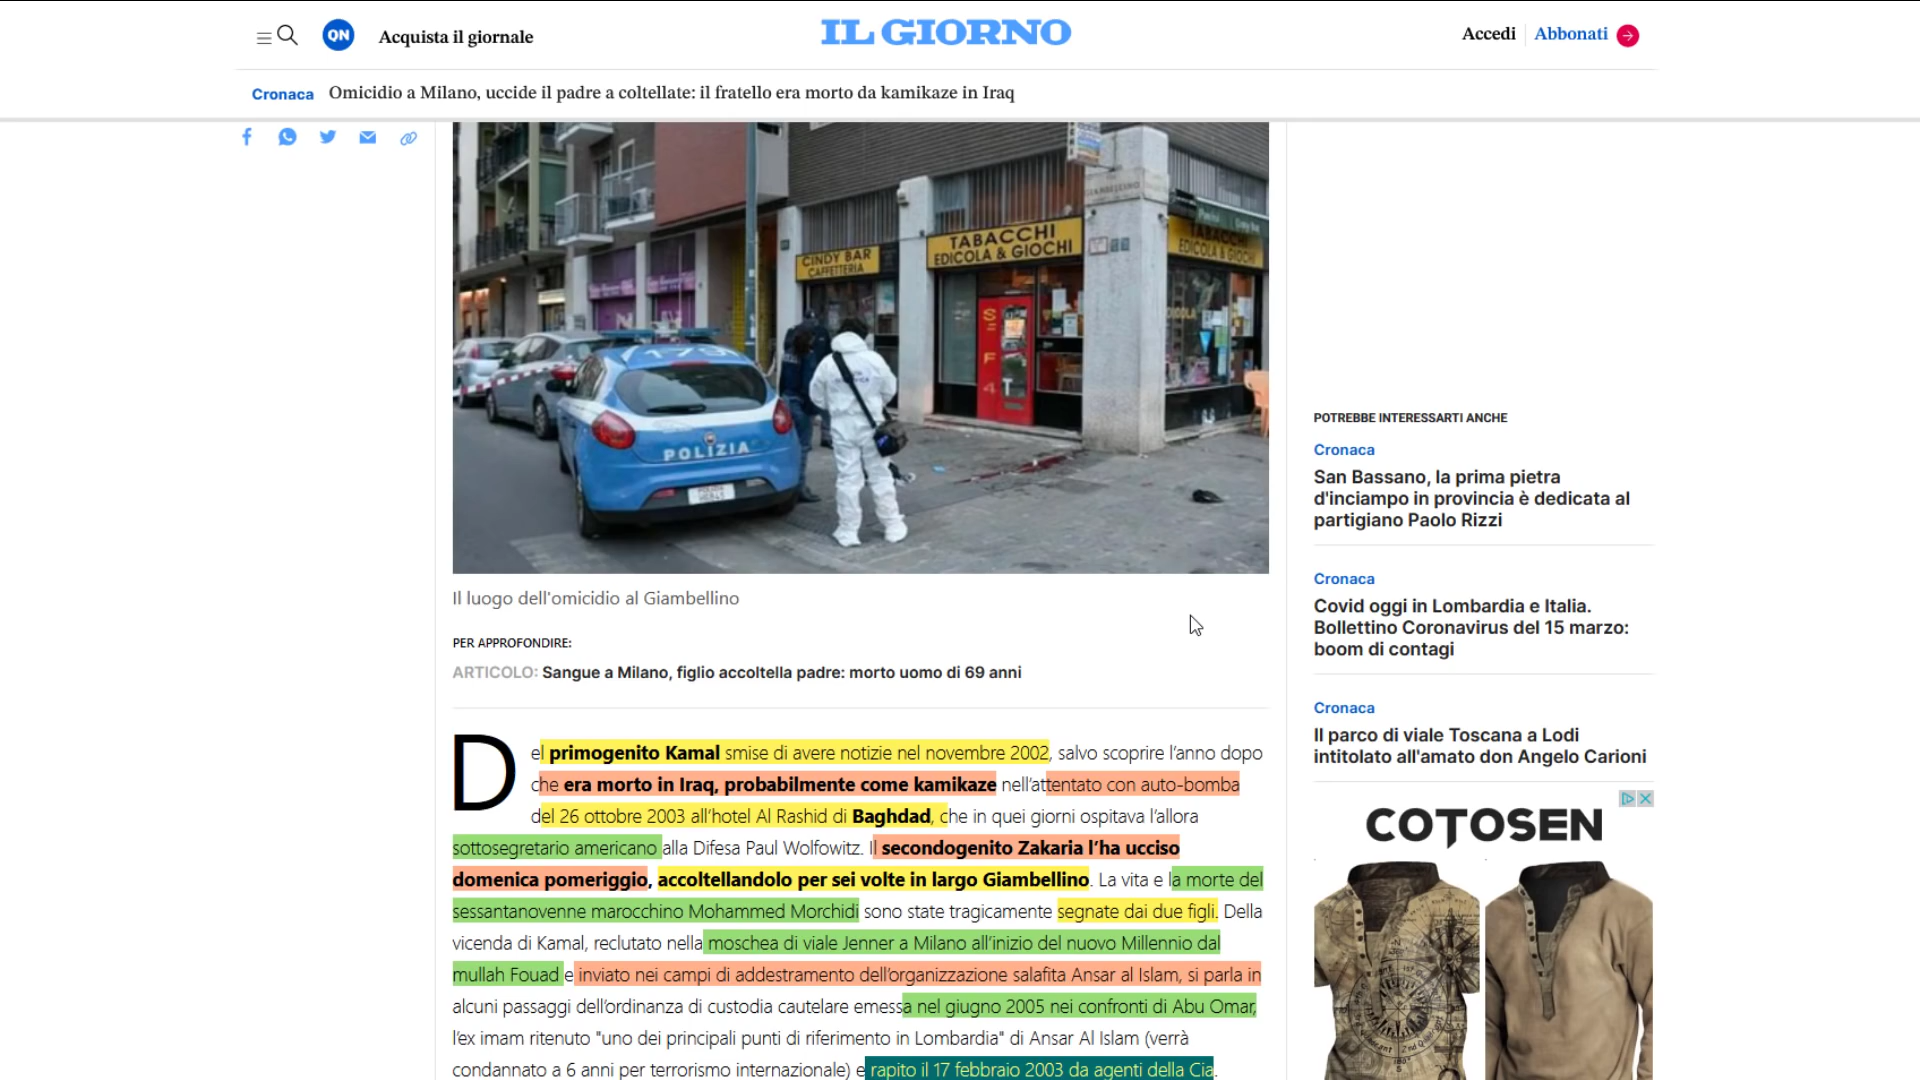 QN
Acquista il giornale
IL GIORNO
Accedi
Abbonati
Cronaca
Omicidio a Milano, uccide il padre a coltellate: il fratello era morto da kamikaze in Iraq
CINDY BAR
CAFFETTERIA
TABACCHI
EDICOLA & GIOCHI
GIAMBELLINO
TABACCHI
EDICOLA & GIOCHI
POLIZIA
Il luogo dell'omicidio al Giambellino
PER APPROFONDIRE:
ARTICOLO: Sangue a Milano, figlio accoltella padre: morto uomo di 69 anni
Del primogenito Kamal smise di avere notizie nel novembre 2002, salvo scoprire l’anno dopo
che era morto in Iraq, probabilmente come kamikaze nell’attentato con auto-bomba
del 26 ottobre 2003 all’hotel Al Rashid di Baghdad, che in quei giorni ospitava l’allora
sottosegretario americano alla Difesa Paul Wolfowitz. Il secondogenito Zakaria l’ha ucciso
domenica pomeriggio, accoltellandolo per sei volte in largo Giambellino. La vita e la morte del
sessantanovenne marocchino Mohammed Morchidi sono state tragicamente segnate dai due figli. Della
vicenda di Kamal, reclutato nella moschea di viale Jenner a Milano all’inizio del nuovo Millennio dal
mullah Fouad e inviato nei campi di addestramento dell’organizzazione salafita Ansar al Islam, si parla in
alcuni passaggi dell’ordinanza di custodia cautelare emessa nel giugno 2005 nei confronti di Abu Omar,
l’ex imam ritenuto "uno dei principali punti di riferimento in Lombardia" di Ansar Al Islam (verrà
condannato a 6 anni per terrorismo internazionale) e rapito il 17 febbraio 2003 da agenti della Cia.
POTREBBE INTERESSARTI ANCHE
Cronaca
San Bassano, la prima pietra
d'inciampo in provincia è dedicata al
partigiano Paolo Rizzi
Cronaca
Covid oggi in Lombardia e Italia.
Bollettino Coronavirus del 15 marzo:
boom di contagi
Cronaca
Il parco di viale Toscana a Lodi
intitolato all'amato don Angelo Carioni
COTOSEN